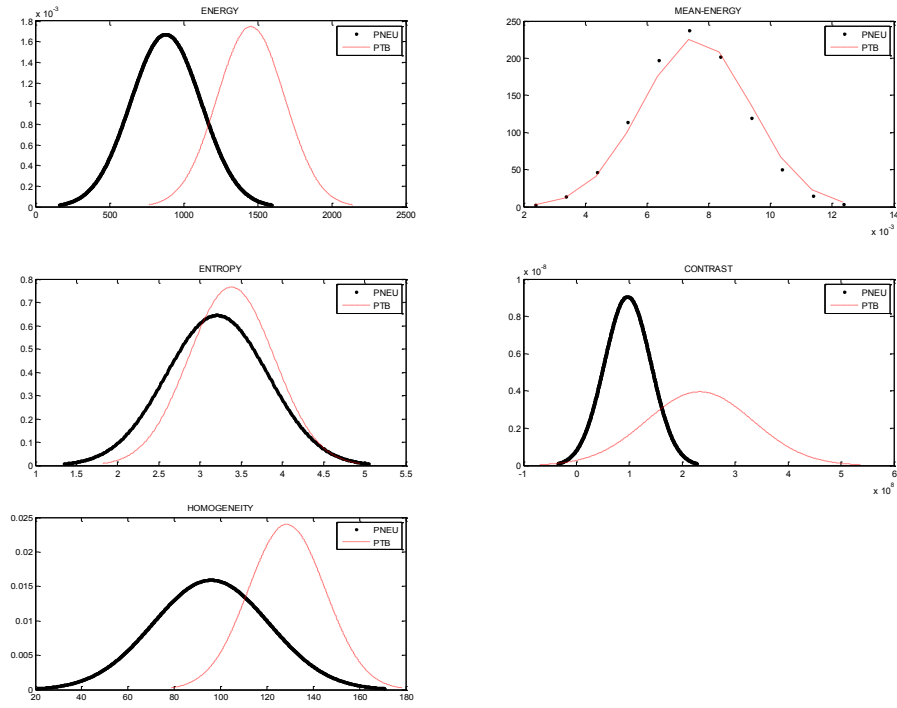 ENERGY
x 10^-3
1.8
1.6
1.4
1.2
1
0.8
0.6
0.4
0.2
0
0 500 1000 1500 2000 2500
PNEU
PTB
MEAN-ENERGY
250
200
150
100
50
0
2 4 6 8 10 12 14
x 10^-3
PNEU
PTB
ENTROPY
0.8
0.7
0.6
0.5
0.4
0.3
0.2
0.1
0
1 1.5 2 2.5 3 3.5 4 4.5 5 5.5
PNEU
PTB
CONTRAST
x 10^-8
1
0.8
0.6
0.4
0.2
0
-1 0 1 2 3 4 5 6
x 10^8
PNEU
PTB
HOMOGENEITY
0.025
0.02
0.015
0.01
0.005
0
20 40 60 80 100 120 140 160 180
PNEU
PTB